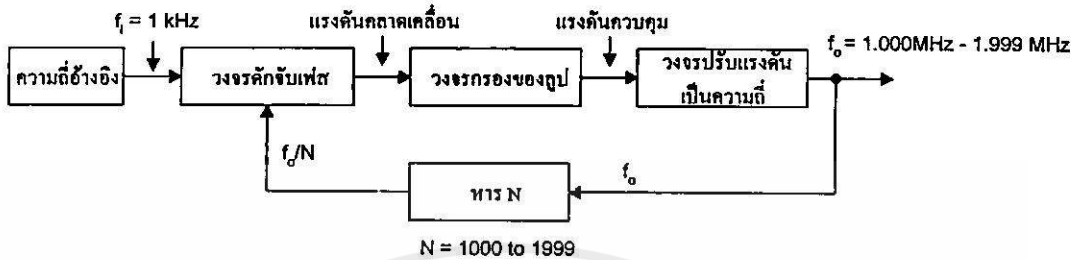 fᵢ = 1 kHz
แรงดันคลาดเคลื่อน
แรงดันควบคุม
fₒ = 1.000MHz - 1.999 MHz
ความถี่อ้างอิง
วงจรดักจับเฟส
วงจรกรองของลูป
วงจรปรับแรงดัน
เป็นความถี่
fₒ/N
หาร N
fₒ
N = 1000 to 1999